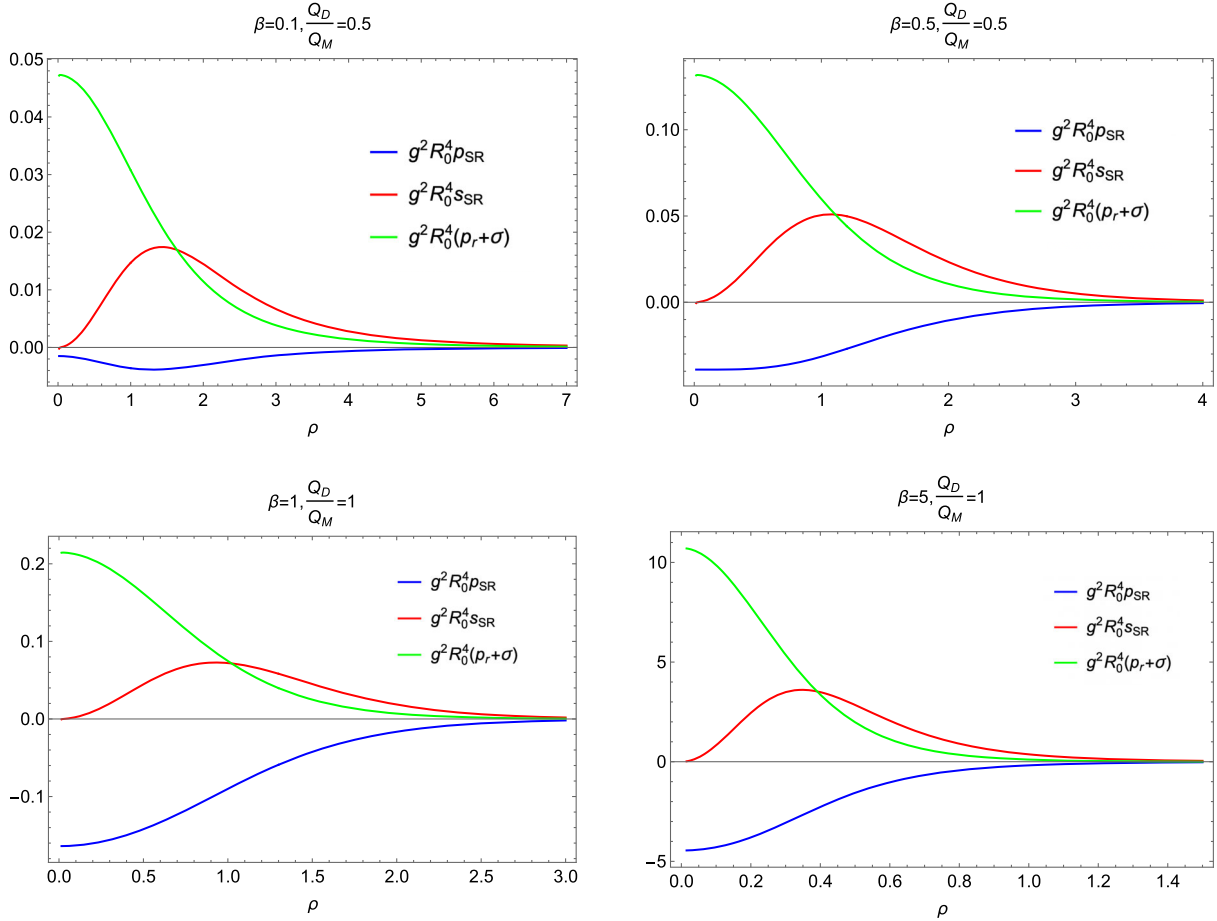 β=0.1, Q_D/Q_M=0.5
0.05
0.04
0.03
0.02
0.01
0.00
g²R₀⁴p_SR
g²R₀⁴s_SR
g²R₀⁴(p_r+σ)
0 1 2 3 4 5 6 7
ρ
β=0.5, Q_D/Q_M=0.5
0.10
0.05
0.00
g²R₀⁴p_SR
g²R₀⁴s_SR
g²R₀⁴(p_r+σ)
0 1 2 3 4
ρ
β=1, Q_D/Q_M=1
0.2
0.1
0.0
−0.1
g²R₀⁴p_SR
g²R₀⁴s_SR
g²R₀⁴(p_r+σ)
0.0 0.5 1.0 1.5 2.0 2.5 3.0
ρ
β=5, Q_D/Q_M=1
10
5
0
−5
g²R₀⁴p_SR
g²R₀⁴s_SR
g²R₀⁴(p_r+σ)
0.0 0.2 0.4 0.6 0.8 1.0 1.2 1.4
ρ